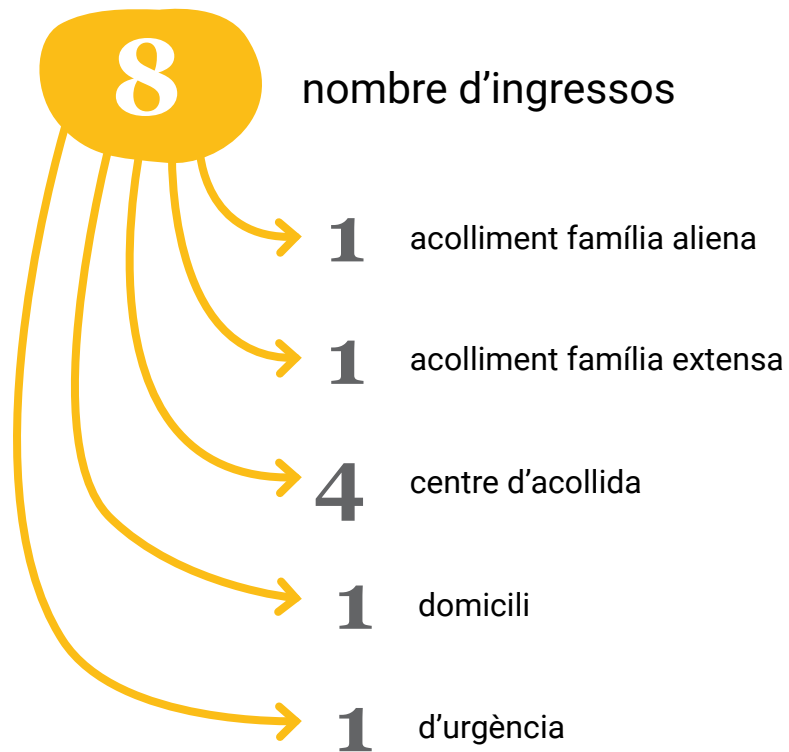 8 nombre d’ingressos
1 acolliment família aliena
1 acolliment família extensa
4 centre d’acollida
1 domicili
1 d’urgència